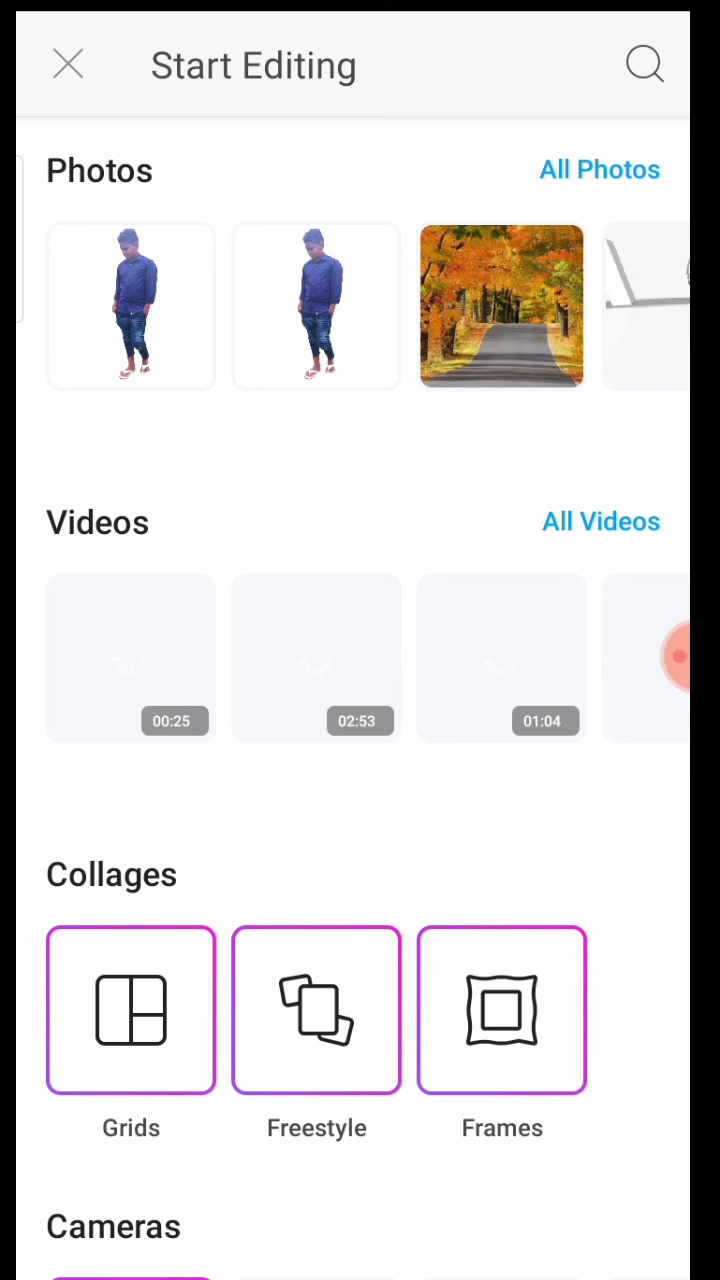 Start Editing
Photos
All Photos
Videos
All Videos
00:25
02:53
01:04
Collages
Grids
Freestyle
Frames
Cameras